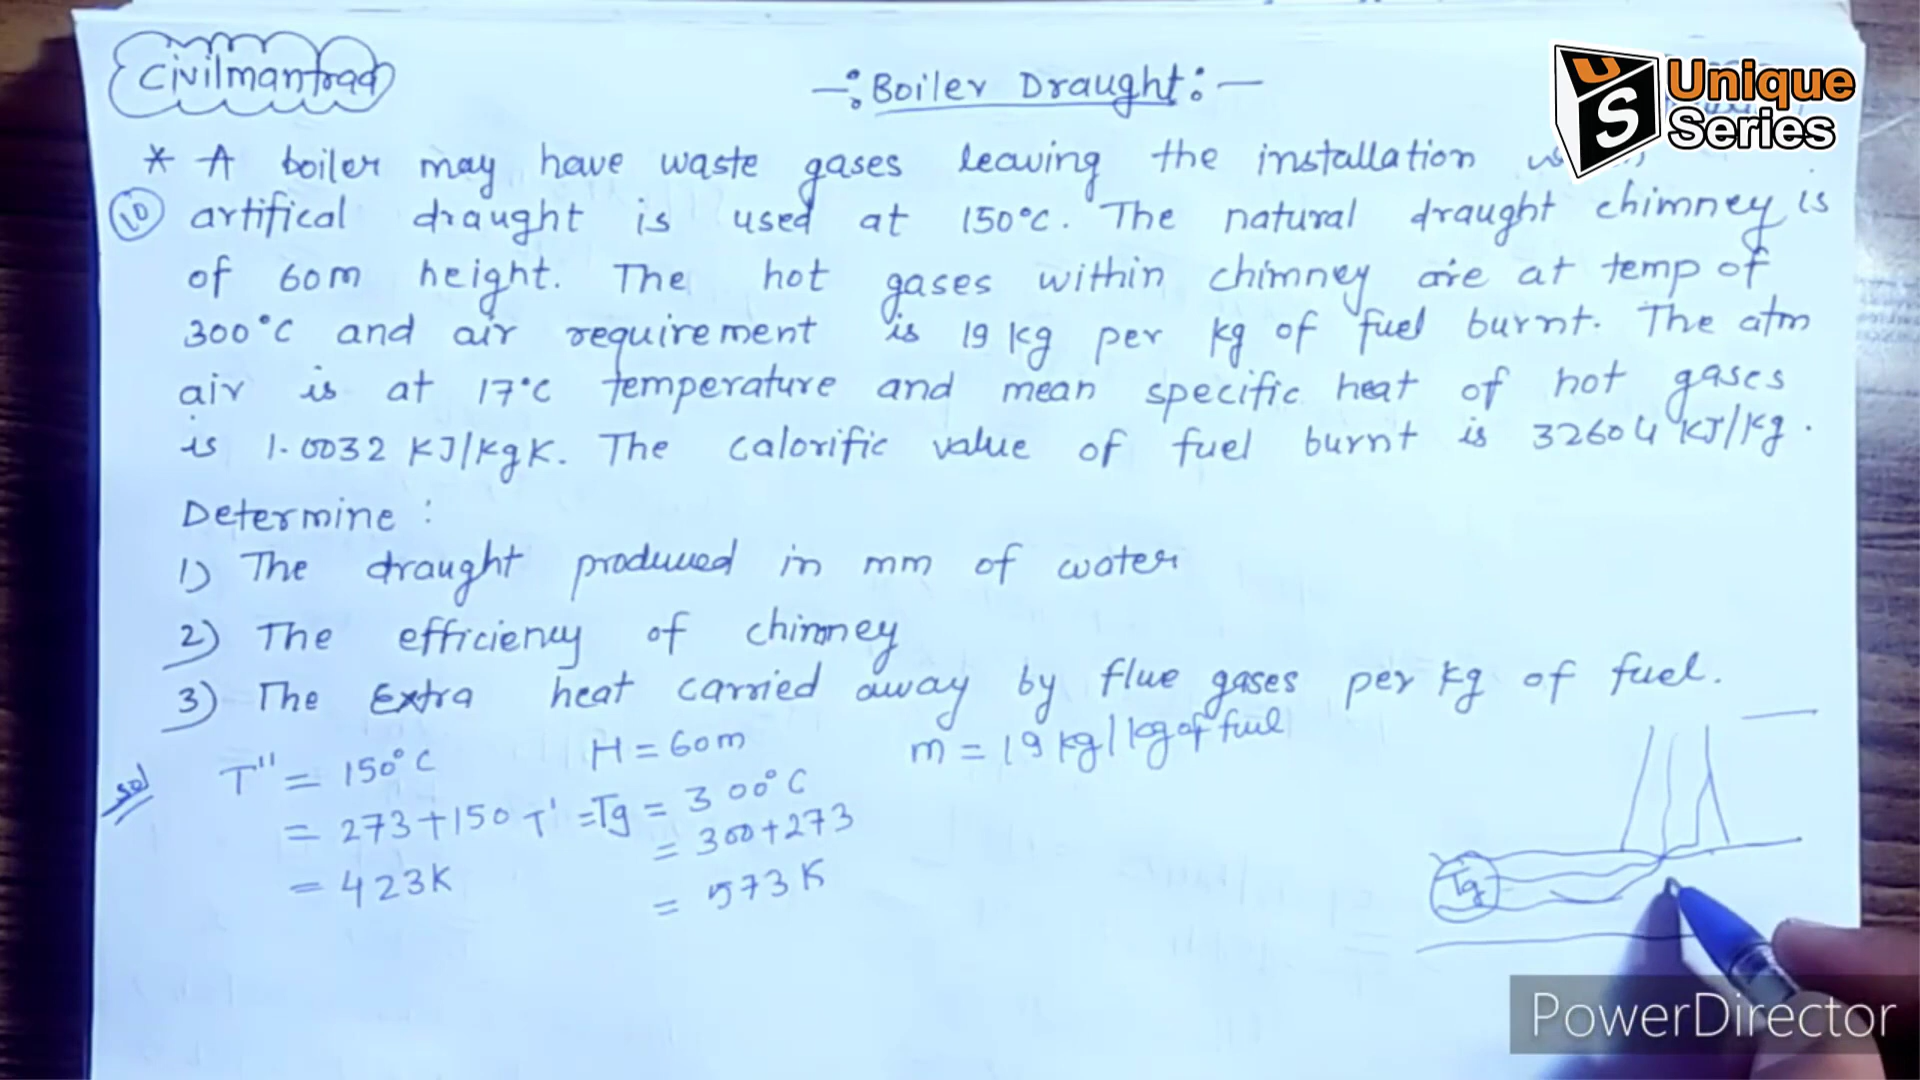 Civilmantraa
-: Boiler Draught :-
US Unique Series
* A boiler may have waste gases leaving the installation
10 artifical draught is used at 150°C. The natural draught chimney is
of 60m height. The hot gases within chimney are at temp of
300°C and air requirement is 19 kg per kg of fuel burnt. The atm
air is at 17°C temperature and mean specific heat of hot gases
is 1.0032 KJ/KgK. The calorific value of fuel burnt is 32604 KJ/Kg.
Determine :
1) The draught produced in mm of water
2) The efficiency of chimney
3) The Extra heat carried away by flue gases per kg of fuel.
Sol T" = 150°C H = 60m m = 19 kg/kg of fuel
= 273+150 T' = Tg = 300°C
= 300+273
= 423K = 573 K
Tg
PowerDirector